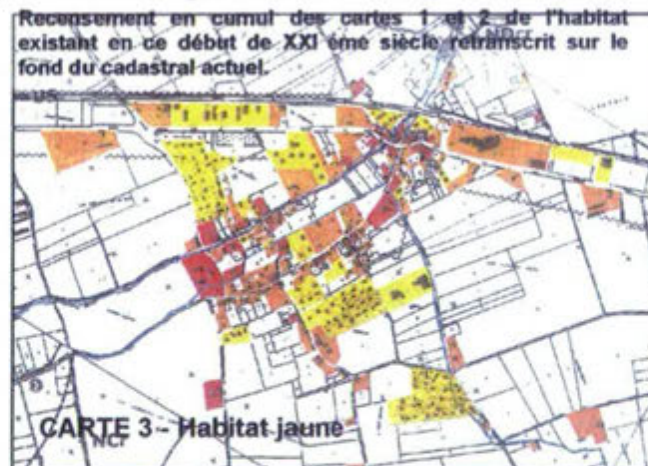 Recensement en cumul des cartes 1 et 2 de l'habitat
existant en ce début de XXI ème siècle retranscrit sur le
fond du cadastral actuel.
CARTE 3 - Habitat jaune
NCr